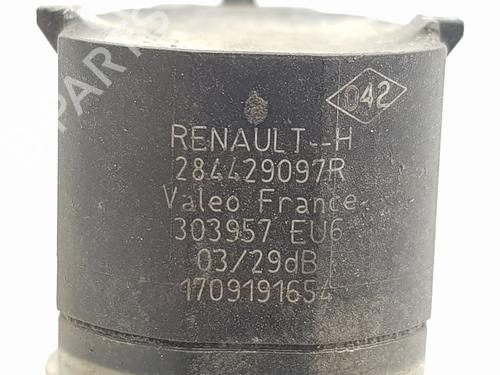 042
RENAULT--H
284429097R
Valeo France
303957 EU6
03/29dB
1709191654